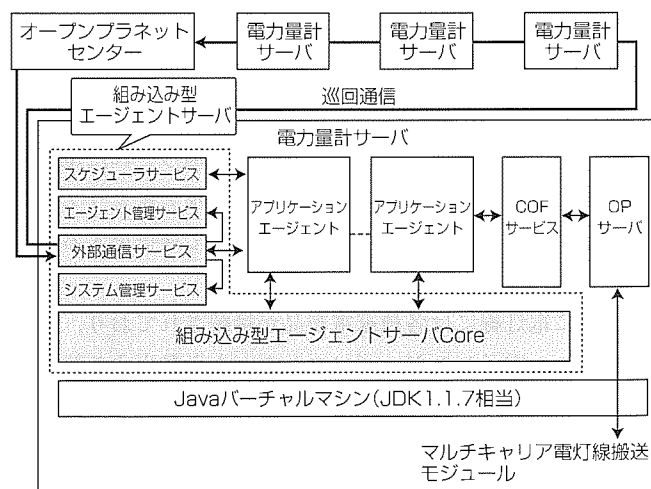 オープンプラネット
センター
電力量計
サーバ
電力量計
サーバ
電力量計
サーバ
組み込み型
エージェントサーバ
巡回通信
電力量計サーバ
スケジューラサービス
エージェント管理サービス
外部通信サービス
システム管理サービス
アプリケーション
エージェント
アプリケーション
エージェント
COF
サービス
OP
サーバ
組み込み型エージェントサーバCore
Javaバーチャルマシン(JDK1.1.7相当)
マルチキャリア電灯線搬送
モジュール